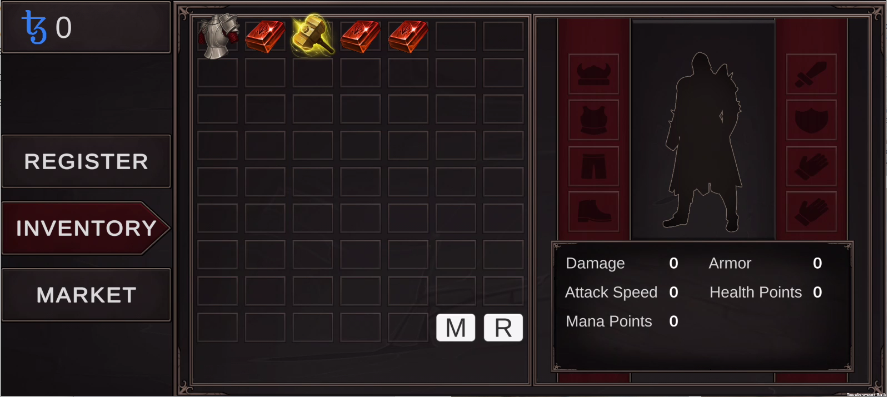 0
REGISTER
INVENTORY
MARKET
M R
Damage 0 Armor 0
Attack Speed 0 Health Points 0
Mana Points 0